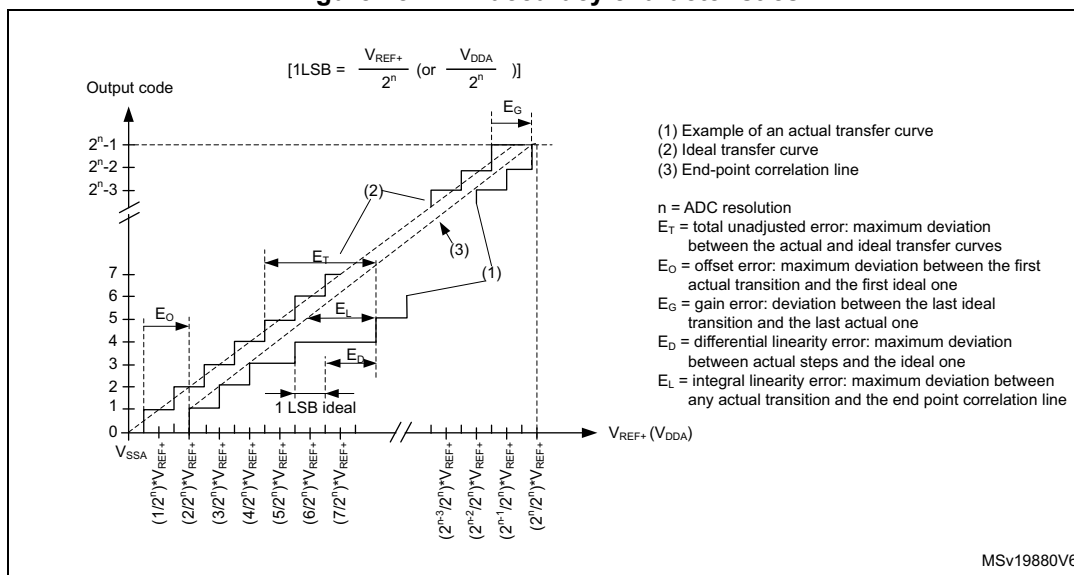 [1LSB = V_REF+ / 2^n (or V_DDA / 2^n )]
Output code
E_G
2^n-1
2^n-2
2^n-3
(2)
(3)
(1)
7
6
5
4
3
2
1
0
E_T
E_O
E_L
E_D
1 LSB ideal
V_SSA
(1/2^n)*V_REF+
(2/2^n)*V_REF+
(3/2^n)*V_REF+
(4/2^n)*V_REF+
(5/2^n)*V_REF+
(6/2^n)*V_REF+
(7/2^n)*V_REF+
(2^n-3/2^n)*V_REF+
(2^n-2/2^n)*V_REF+
(2^n-1/2^n)*V_REF+
(2^n/2^n)*V_REF+
V_REF+ (V_DDA)
(1) Example of an actual transfer curve
(2) Ideal transfer curve
(3) End-point correlation line
n = ADC resolution
E_T = total unadjusted error: maximum deviation
between the actual and ideal transfer curves
E_O = offset error: maximum deviation between the first
actual transition and the first ideal one
E_G = gain error: deviation between the last ideal
transition and the last actual one
E_D = differential linearity error: maximum deviation
between actual steps and the ideal one
E_L = integral linearity error: maximum deviation between
any actual transition and the end point correlation line
MSv19880V6